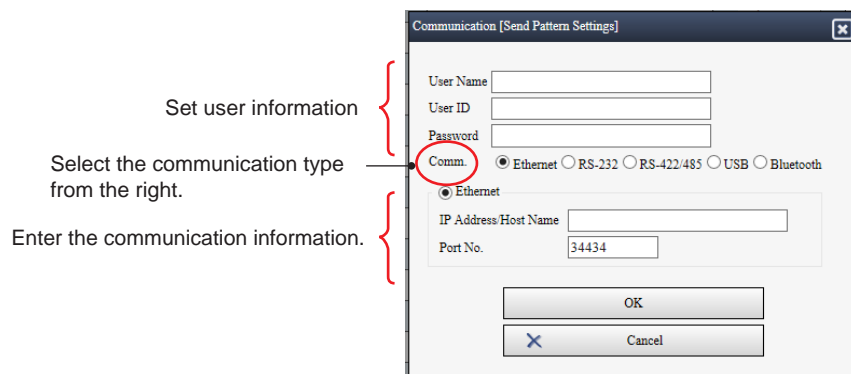 Communication [Send Pattern Settings]
Set user information
User Name
User ID
Password
Select the communication type
from the right.
Comm. Ethernet RS-232 RS-422/485 USB Bluetooth
Ethernet
Enter the communication information.
IP Address/Host Name
Port No. 34434
OK
Cancel